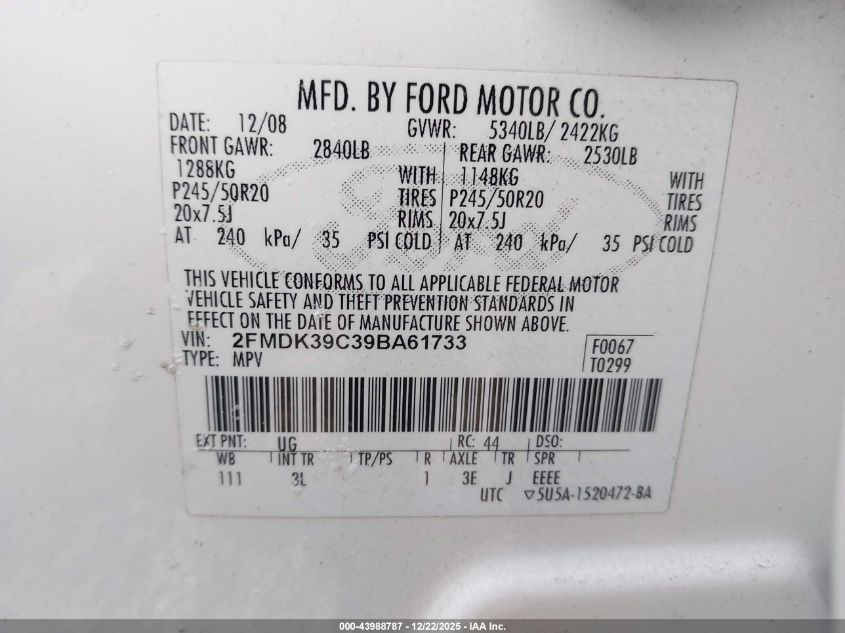 MFD. BY FORD MOTOR CO.
DATE: 12/08 GVWR: 5340LB/ 2422KG
FRONT GAWR: 2840LB REAR GAWR: 2530LB
1288KG WITH 1148KG WITH
P245/50R20 TIRES P245/50R20 TIRES
20x7.5J RIMS 20x7.5J RIMS
AT 240 kPa/ 35 PSI COLD AT 240 kPa/ 35 PSI COLD
THIS VEHICLE CONFORMS TO ALL APPLICABLE FEDERAL MOTOR
VEHICLE SAFETY AND THEFT PREVENTION STANDARDS IN
EFFECT ON THE DATE OF MANUFACTURE SHOWN ABOVE.
VIN: 2FMDK39C39BA61733 F0067
TYPE: MPV T0299
EXT PNT: UG RC: 44 DSO:
WB INT TR TP/PS R AXLE TR SPR
111 3L 1 3E J EEEE
UTC ▽5U5A-1520472-BA
000-43988787 - 12/22/2025 - IAA Inc.